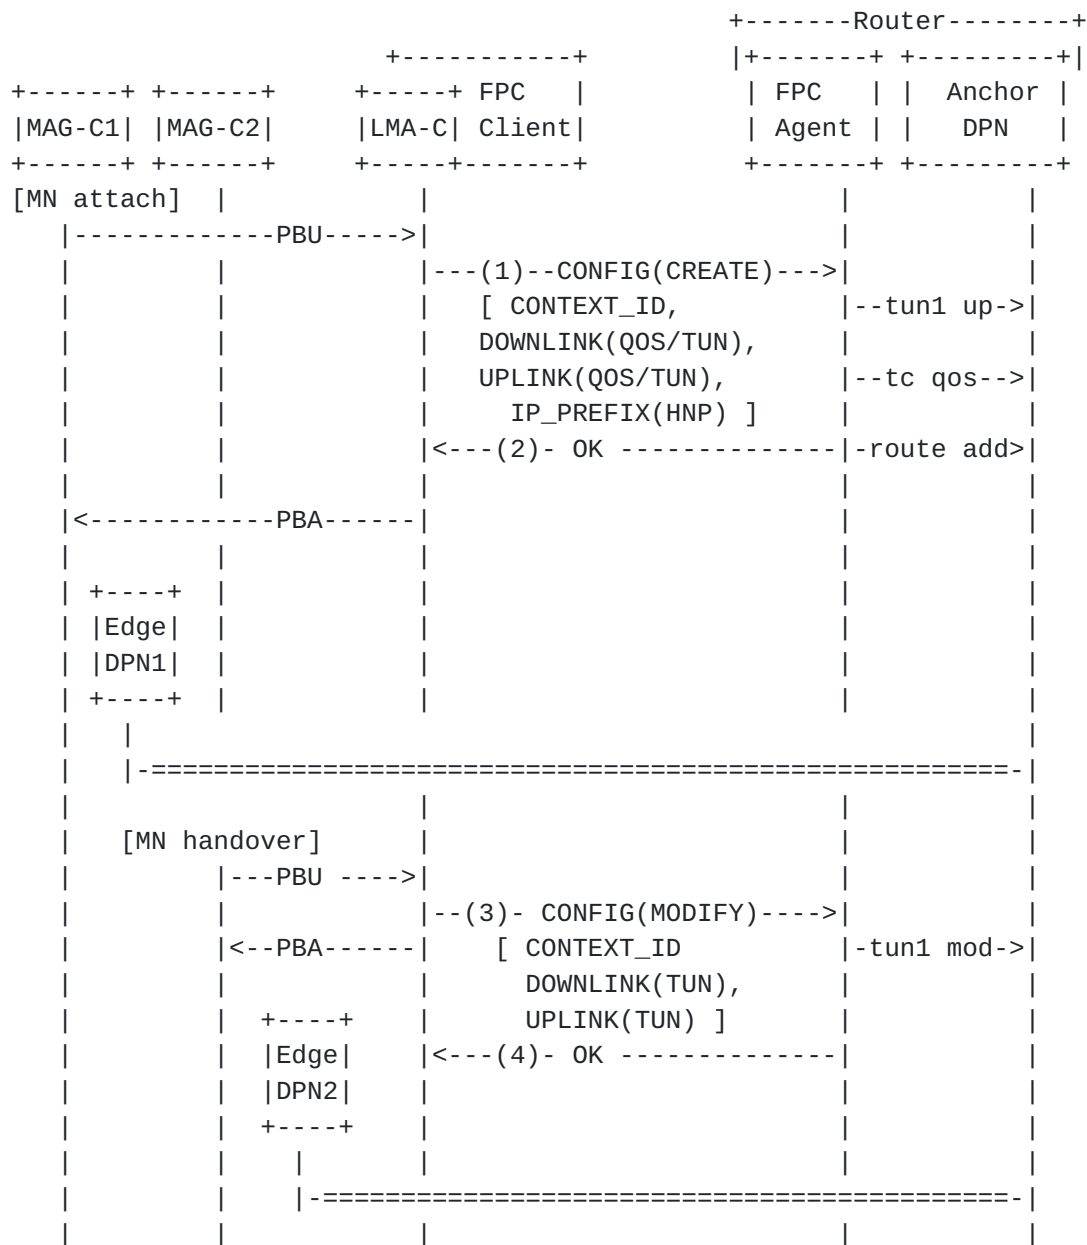 +-------Router--------+
                        +-----------+         |+-------+ +---------+|
+------+ +------+     +-----+ FPC   |          | FPC   | |  Anchor |
|MAG-C1| |MAG-C2|     |LMA-C| Client|          | Agent | |   DPN   |
+------+ +------+     +-----+-------+          +-------+ +---------+
[MN attach]  |            |                          |           |
   |-------------PBU----->|                          |           |
   |         |            |---(1)--CONFIG(CREATE)--->|           |
   |         |            |   [ CONTEXT_ID,          |--tun1 up->|
   |         |            |   DOWNLINK(QOS/TUN),     |           |
   |         |            |   UPLINK(QOS/TUN),       |--tc qos-->|
   |         |            |     IP_PREFIX(HNP) ]     |           |
   |         |            |<---(2)- OK --------------|-route add>|
   |         |            |                          |           |
   |<------------PBA------|                          |           |
   |         |            |                          |           |
   | +----+  |            |                          |           |
   | |Edge|  |            |                          |           |
   | |DPN1|  |            |                          |           |
   | +----+  |            |                          |           |
   |   |                                                         |
   |   |-=======================================================-|
   |                      |                          |           |
   |   [MN handover]      |                          |           |
   |         |---PBU ---->|                          |           |
   |         |            |--(3)- CONFIG(MODIFY)---->|           |
   |         |<--PBA------|    [ CONTEXT_ID          |-tun1 mod->|
   |         |            |      DOWNLINK(TUN),      |           |
   |         |  +----+    |      UPLINK(TUN) ]       |           |
   |         |  |Edge|    |<---(4)- OK --------------|           |
   |         |  |DPN2|    |                          |           |
   |         |  +----+    |                          |           |
   |         |    |       |                          |           |
   |         |    |-============================================-|
   |         |            |                          |           |